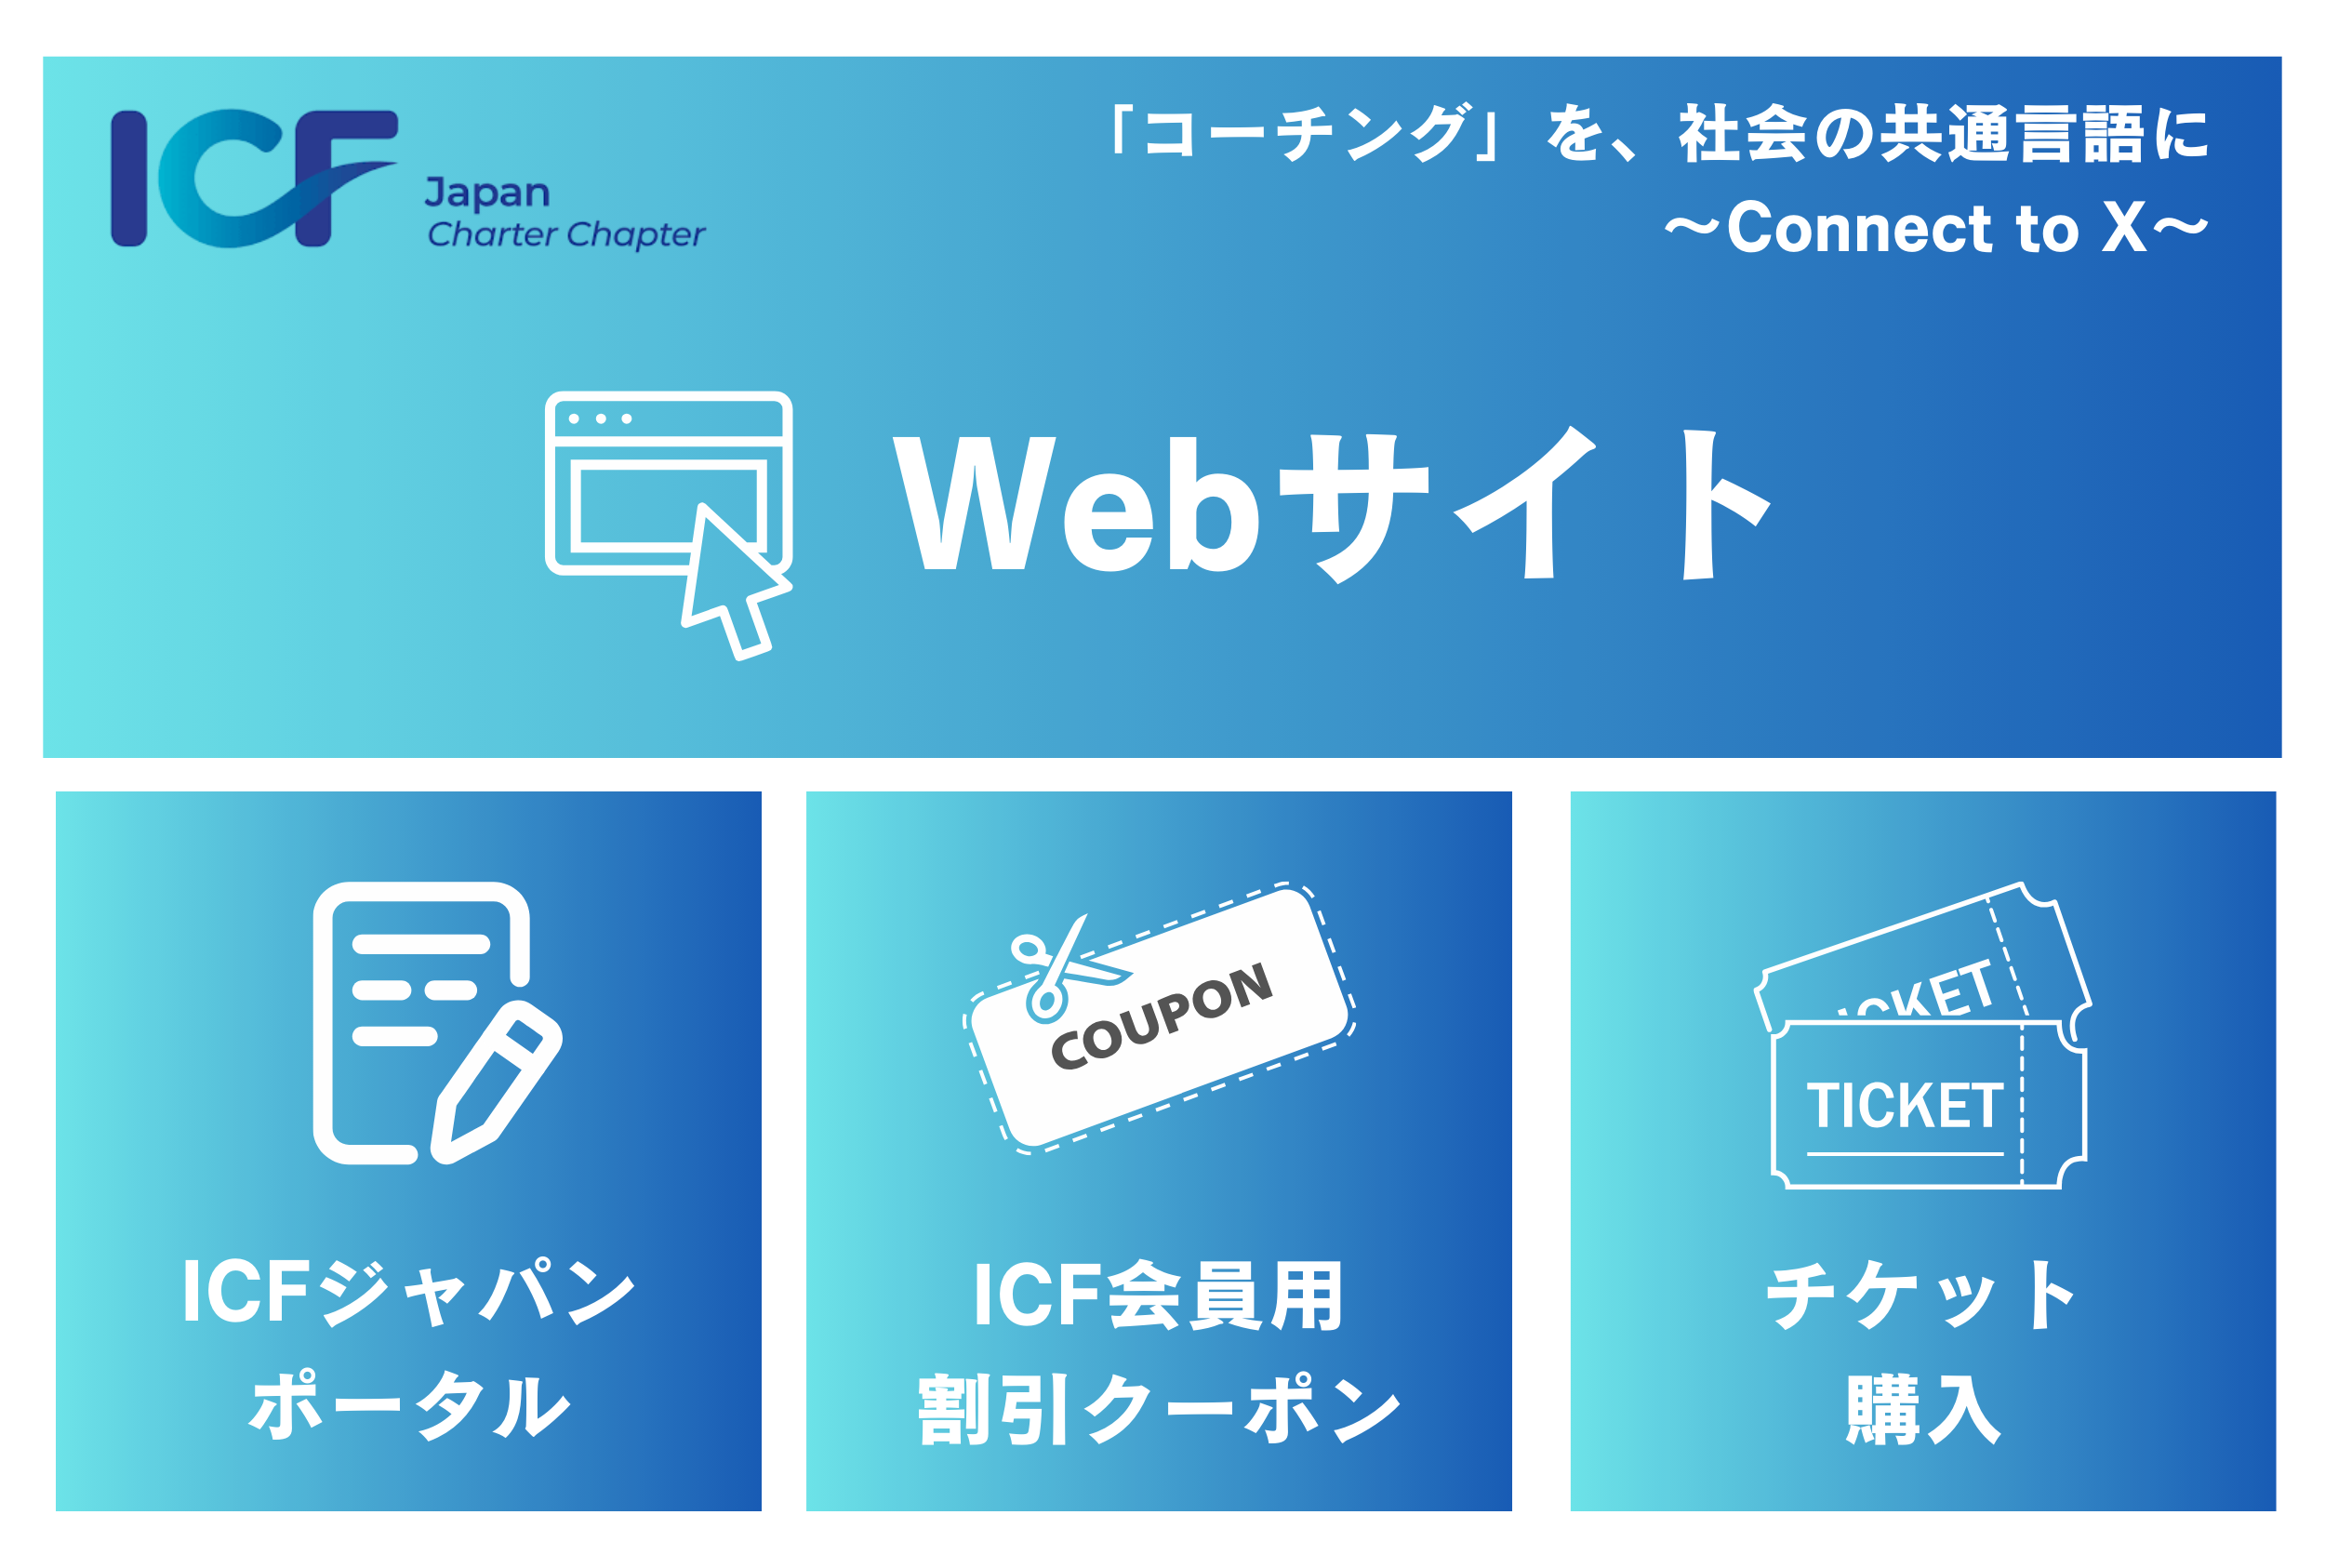 ICF
Japan
Charter Chapter
「コーチング」を、社会の共通言語に
～Connect to X～
Webサイト
ICFジャパン
ポータル
COUPON
ICF会員用
割引クーポン
CKET
TICKET
チケット
購入